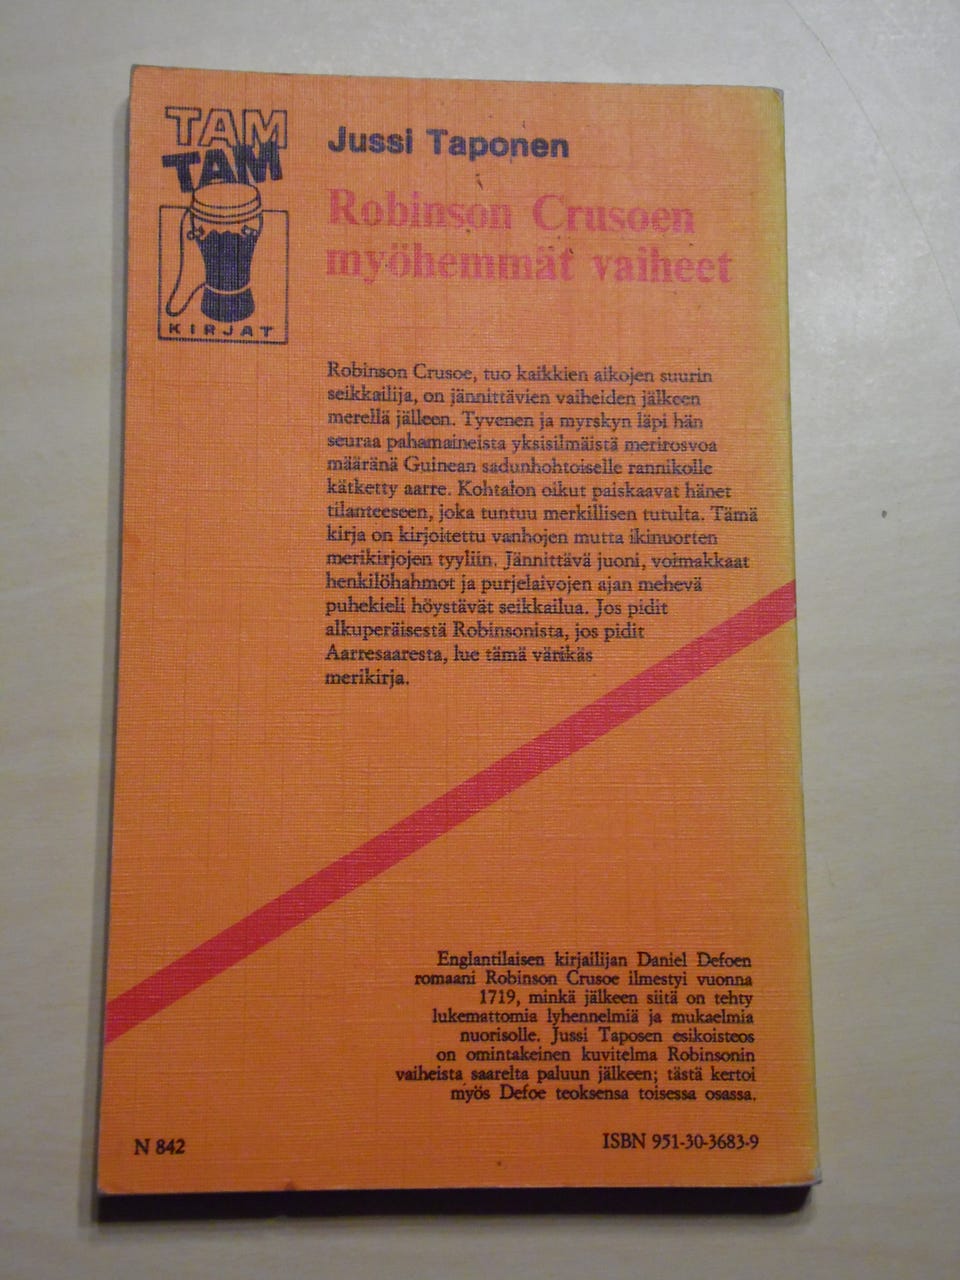 TAM
TAM
KIRJAT
Jussi Taponen
Robinson Crusoen
myöhemmät vaiheet
Robinson Crusoe, tuo kaikkien aikojen suurin
seikkailija, on jännittävien vaiheiden jälkeen
merellä jälleen. Tyvenen ja myrskyn läpi hän
seuraa pahamaineista yksisilmäistä merirosvoa
määränä Guinean sadunhohtoiselle rannikolle
kätketty aarre. Kohtalon oikut paiskaavat hänet
tilanteeseen, joka tuntuu merkillisen tutulta. Tämä
kirja on kirjoitettu vanhojen mutta ikinuorten
merikirjojen tyyliin. Jännittävä juoni, voimakkaat
henkilöhahmot ja purjelaivojen ajan mehevä
puhekieli höystävät seikkailua. Jos pidit
alkuperäisestä Robinsonista, jos pidit
Aarresaaresta, lue tämä värikäs
merikirja.
Englantilaisen kirjailijan Daniel Defoen
romaani Robinson Crusoe ilmestyi vuonna
1719, minkä jälkeen siitä on tehty
lukemattomia lyhennelmiä ja mukaelmia
nuorisolle. Jussi Taposen esikoisteos
on omintakeinen kuvitelma Robinsonin
vaiheista saarelta paluun jälkeen; tästä kertoi
myös Defoe teoksensa toisessa osassa.
N 842
ISBN 951-30-3683-9